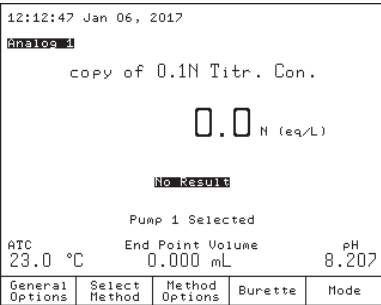 12:12:47 Jan 06, 2017
Analog 1
copy of 0.1N Titr. Con.
0.0 N (eq/L)
No Result
Pump 1 Selected
ATC End Point Volume pH
23.0 °C 0.000 mL 8.207
General Options Select Method Method Options Burette Mode